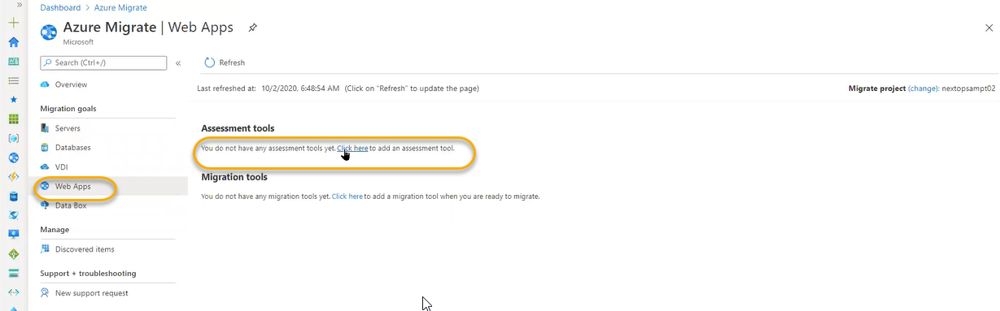 Dashboard > Azure Migrate >
Azure Migrate | Web Apps
Microsoft
Search (Ctrl+/)
Refresh
Overview
Last refreshed at: 10/2/2020, 6:48:54 AM (Click on "Refresh" to update the page)
Migrate project (change): nextopsampt02
Migration goals
Servers
Databases
VDI
Web Apps
Data Box
Manage
Discovered items
Support + troubleshooting
New support request
Assessment tools
You do not have any assessment tools yet. Click here to add an assessment tool.
Migration tools
You do not have any migration tools yet. Click here to add a migration tool when you are ready to migrate.